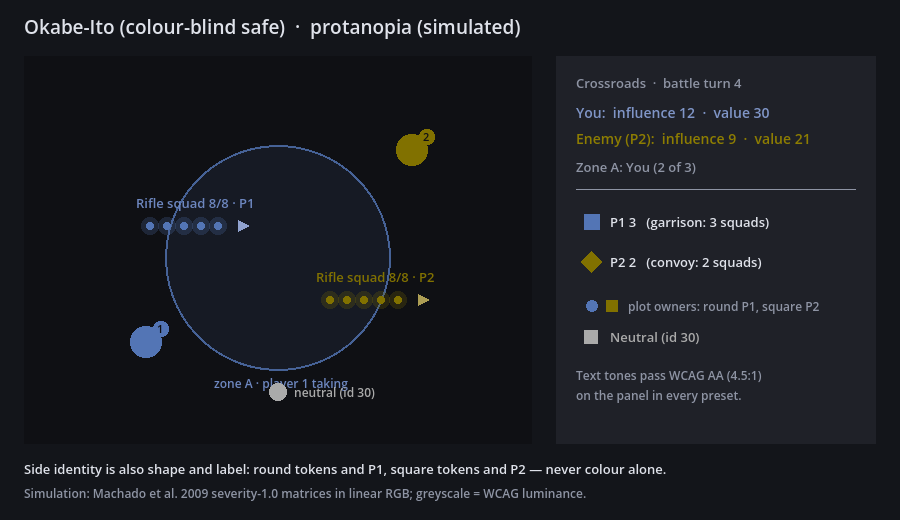 Okabe-Ito (colour-blind safe)  ·  protanopia (simulated)
2
Rifle squad 8/8 · P1
Rifle squad 8/8 · P2
1
zone A · player 1 taking
neutral (id 30)
Crossroads  ·  battle turn 4
You:  influence 12  ·  value 30
Enemy (P2):  influence 9  ·  value 21
Zone A: You (2 of 3)
P1 3   (garrison: 3 squads)
P2 2   (convoy: 2 squads)
plot owners: round P1, square P2
Neutral (id 30)
Text tones pass WCAG AA (4.5:1)
on the panel in every preset.
Side identity is also shape and label: round tokens and P1, square tokens and P2 — never colour alone.
Simulation: Machado et al. 2009 severity-1.0 matrices in linear RGB; greyscale = WCAG luminance.